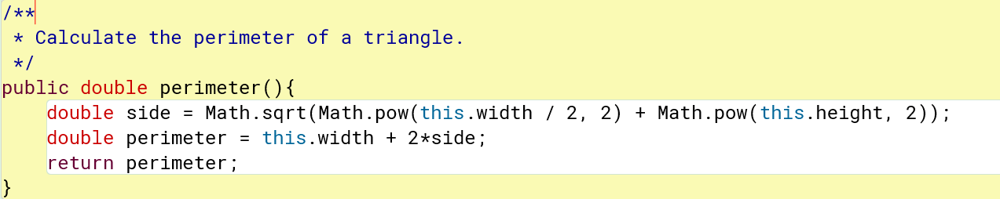 /**
 * Calculate the perimeter of a triangle.
 */
public double perimeter(){
    double side = Math.sqrt(Math.pow(this.width / 2, 2) + Math.pow(this.height, 2));
    double perimeter = this.width + 2*side;
    return perimeter;
}